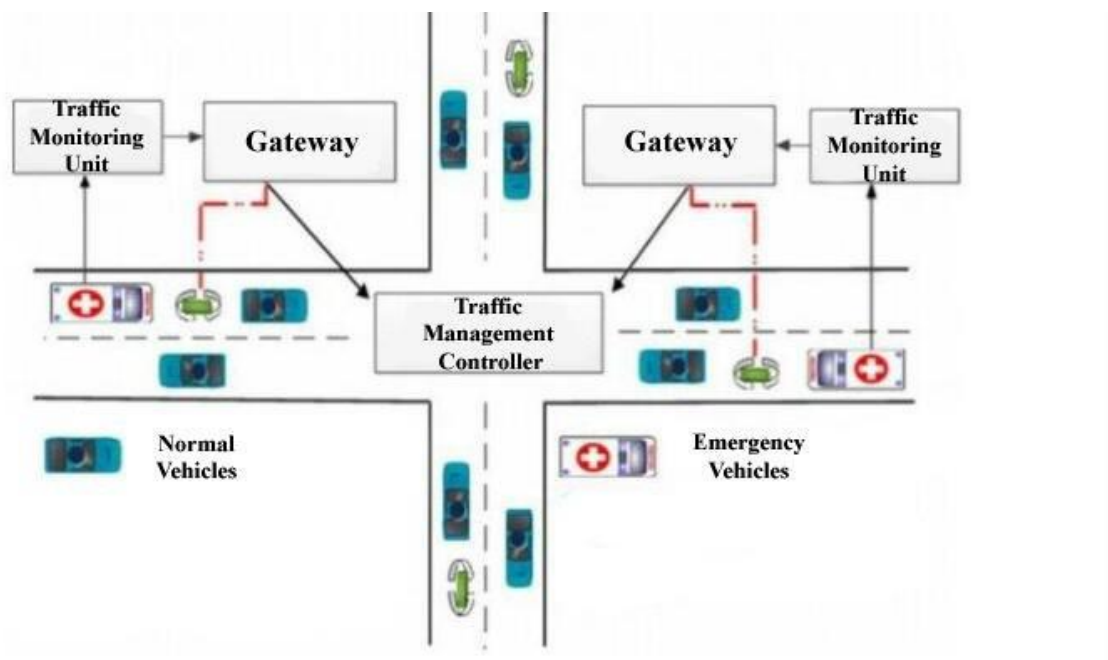 Traffic
Monitoring
Unit
Gateway
Gateway
Traffic
Monitoring
Unit
Traffic
Management
Controller
Normal
Vehicles
Emergency
Vehicles